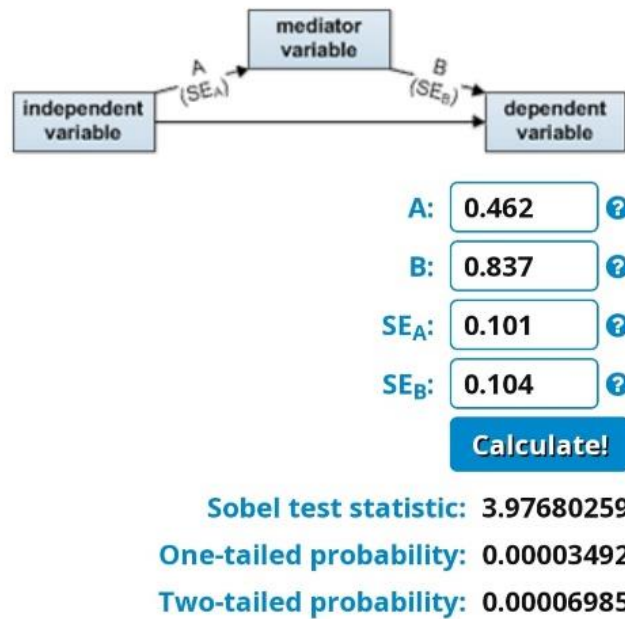 mediator
variable
A
(SEA)
B
(SEB)
independent
variable
dependent
variable
A: 0.462 ?
B: 0.837 ?
SEA: 0.101 ?
SEB: 0.104 ?
Calculate!
Sobel test statistic: 3.97680259
One-tailed probability: 0.00003492
Two-tailed probability: 0.00006985